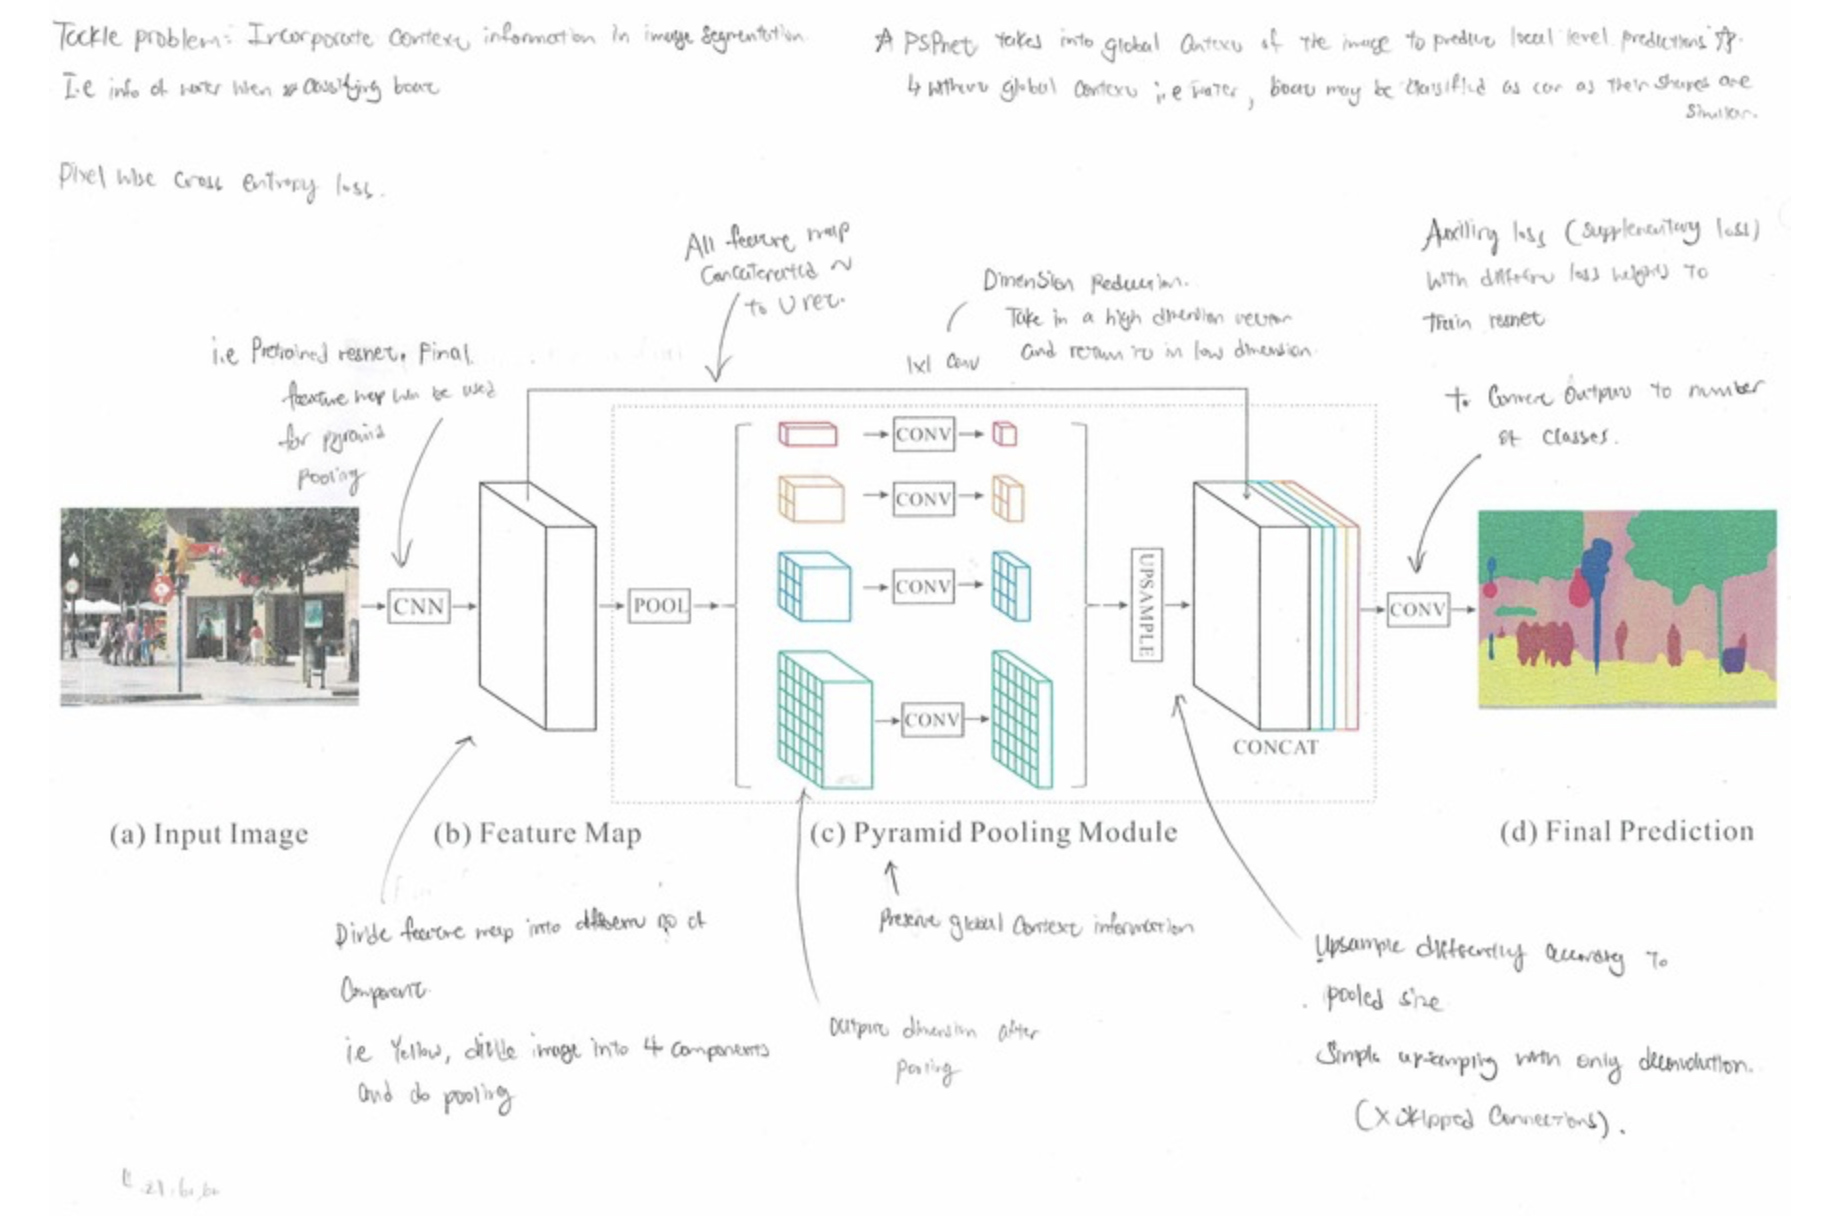 Tackle problem: Incorporate context information in image segmentation.
I.e info of water when classifying boat
☆ PSPnet takes into global context of the image to predict local level predictions ☆.
↳ without global context i.e water, boat may be classified as car as their shapes are
similar.
Pixel wise cross entropy loss.
All feature map
concatenated ~
to U net.
Dimension Reduction.
Take in a high dimension vector
and return it in low dimension.
1x1 conv
Auxiliry loss (supplementary loss)
with different loss weights to
train resnet
i.e Pretrained resnet. Final
feature map will be used
for pyramid
pooling
to convert outputs to number
of classes.
CNN
POOL
CONV
CONV
CONV
CONV
UPSAMPLE
CONCAT
CONV
(a) Input Image
(b) Feature Map
(c) Pyramid Pooling Module
(d) Final Prediction
Divide feature map into different no of
component.
ie Yellow, divide image into 4 components
and do pooling
Preserve global context information
Output dimension after
pooling
Upsample differently according to
pooled size
Simple upsampling with only deconvolution.
(X skipped connections).